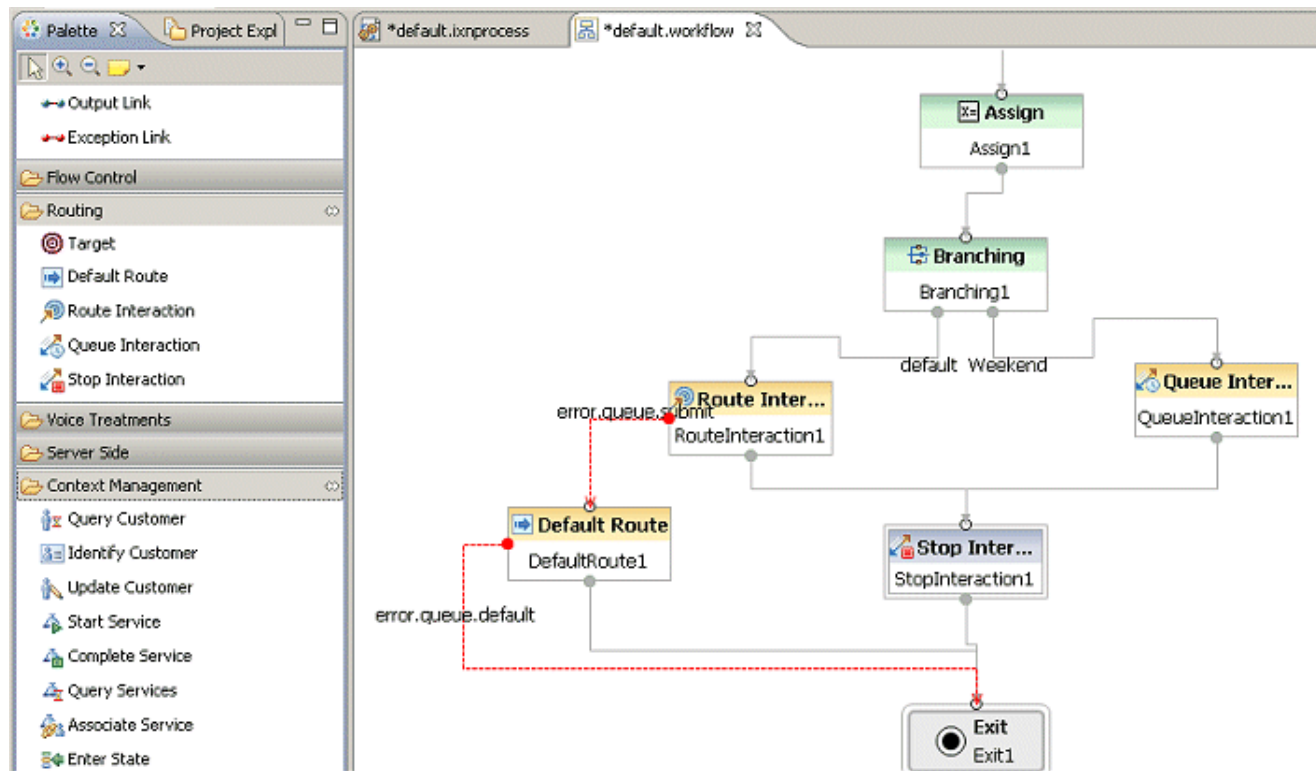 Palette
Project Expl
*default.ixnprocess
*default.workflow
Output Link
Exception Link
Flow Control
Routing
Target
Default Route
Route Interaction
Queue Interaction
Stop Interaction
Voice Treatments
Server Side
Context Management
Query Customer
Identify Customer
Update Customer
Start Service
Complete Service
Query Services
Associate Service
Enter State
X= Assign
Assign1
Branching
Branching1
default Weekend
Route Inter...
RouteInteraction1
error.queue.submit
Queue Inter...
QueueInteraction1
Default Route
DefaultRoute1
error.queue.default
Stop Inter...
StopInteraction1
Exit
Exit1